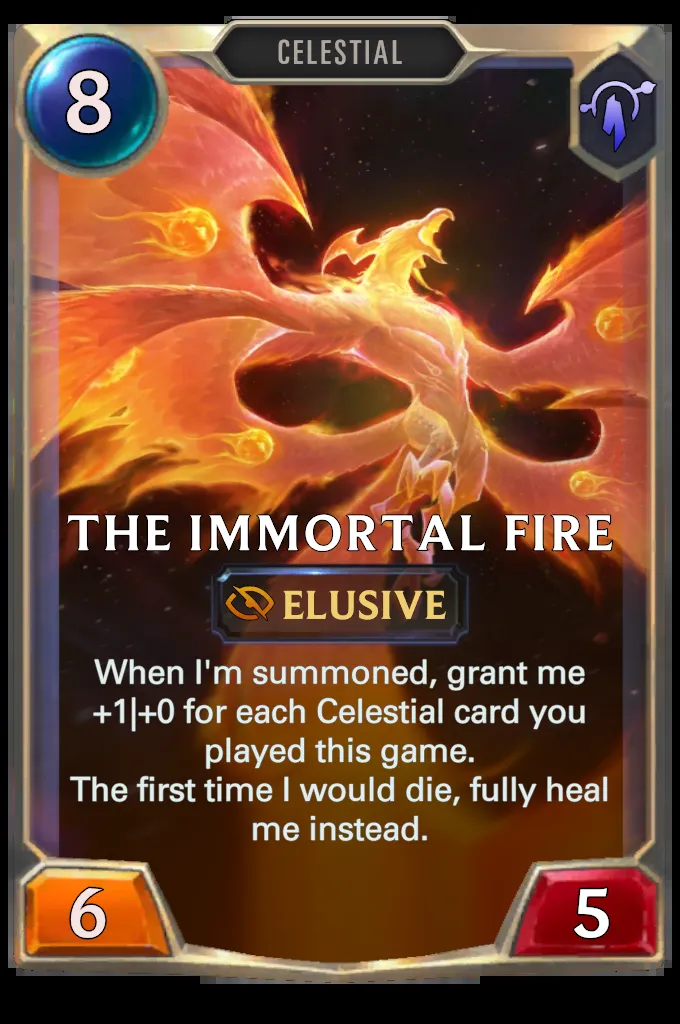 CELESTIAL
8
THE IMMORTAL FIRE
ELUSIVE
When I'm summoned, grant me
+1|+0 for each Celestial card you
played this game.
The first time I would die, fully heal
me instead.
6
5